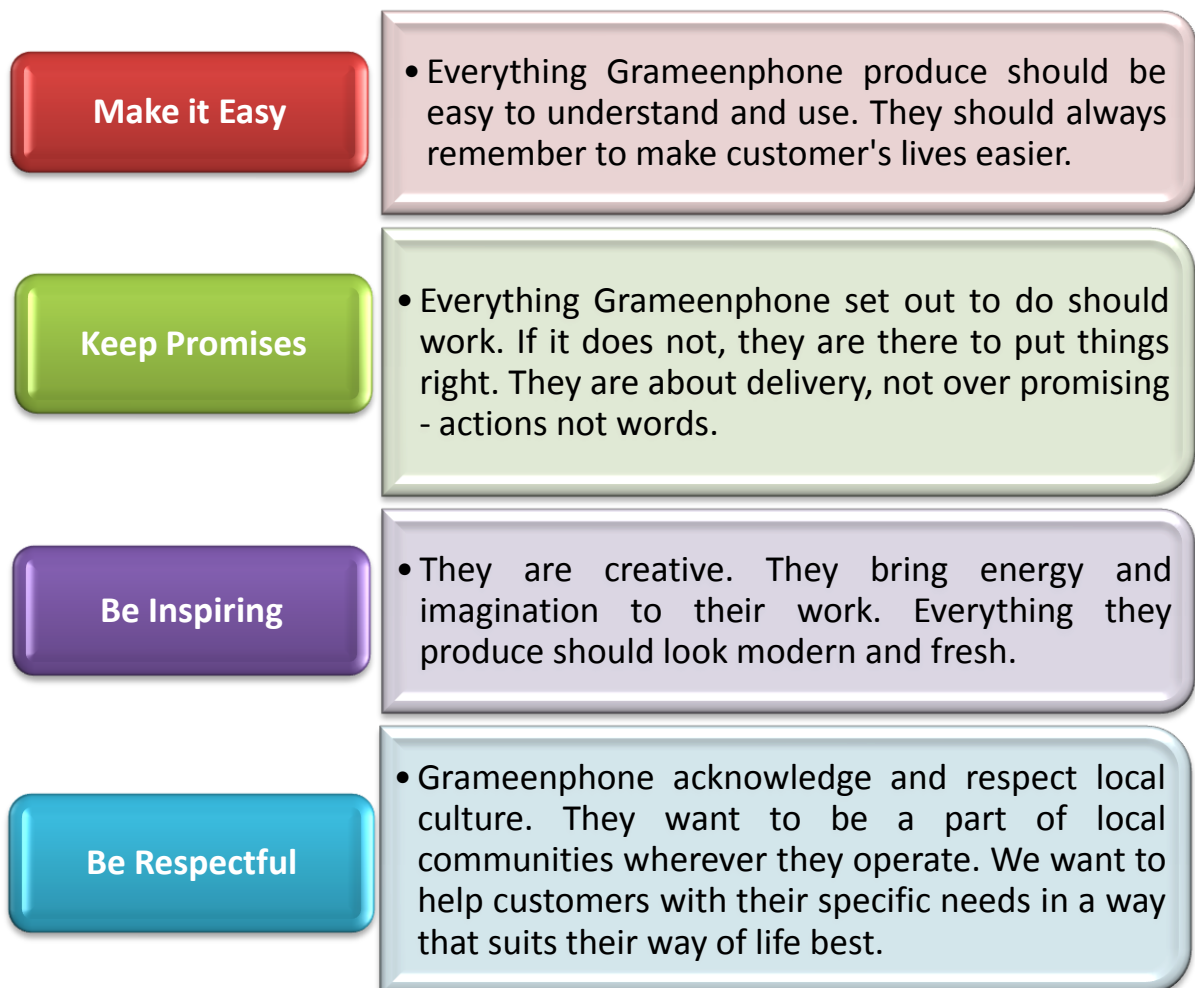 Make it Easy
• Everything Grameenphone produce should be
easy to understand and use. They should always
remember to make customer's lives easier.
Keep Promises
• Everything Grameenphone set out to do should
work. If it does not, they are there to put things
right. They are about delivery, not over promising
- actions not words.
Be Inspiring
• They are creative. They bring energy and
imagination to their work. Everything they
produce should look modern and fresh.
Be Respectful
• Grameenphone acknowledge and respect local
culture. They want to be a part of local
communities wherever they operate. We want to
help customers with their specific needs in a way
that suits their way of life best.